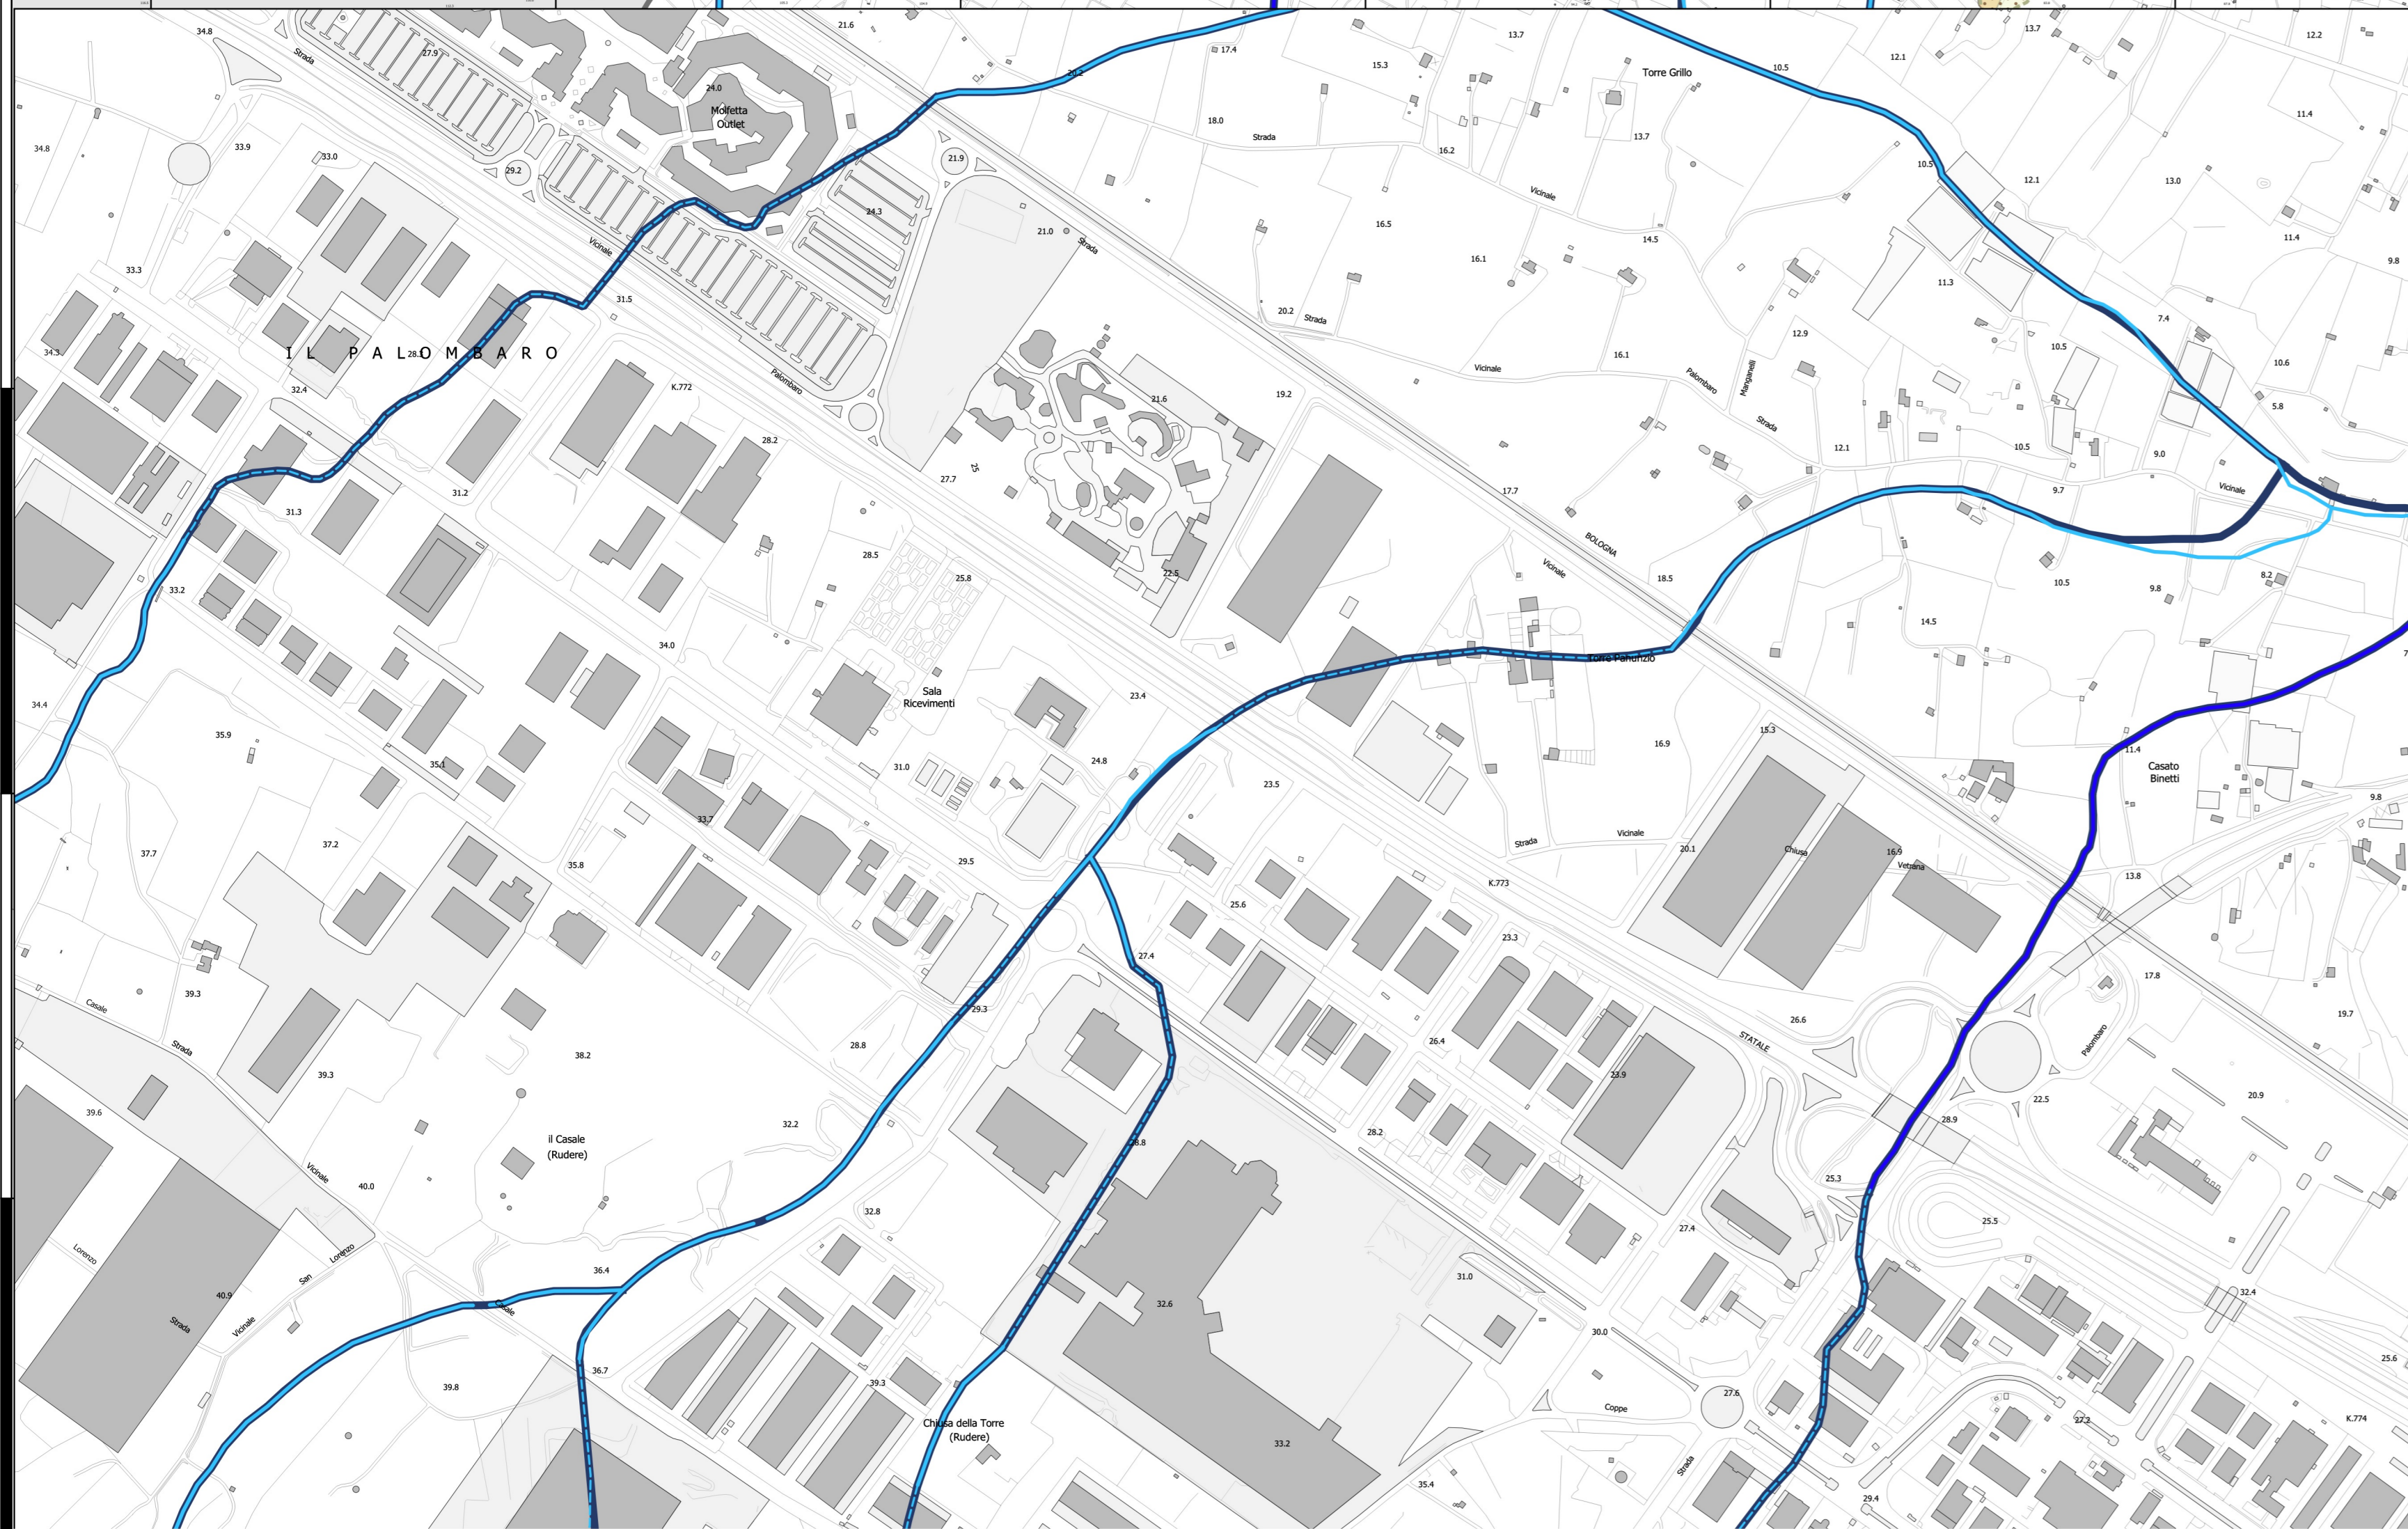 34.8
Strada
27.9
24.0
Molfetta
Outlet
21.6
20.2
17.4
15.3
13.7
Torre Grillo
10.5
12.1
13.7
12.2
34.8
33.9
33.0
29.2
21.9
18.0
Strada
16.2
13.7
10.5
12.1
13.0
11.4
24.3
21.0
Strada
Vicinale
16.5
Vicinale
14.5
11.4
9.8
33.3
31.5
16.1
11.3
20.2
Strada
7.4
12.9
10.5
34.3
IL PALOMBARO
28.3
32.4
K.772
Palombaro
21.6
19.2
Vicinale
16.1
Palombaro
Manganelli
10.6
5.8
28.2
Strada
12.1
10.5
9.0
31.2
31.3
27.7
25
17.7
9.7
Vicinale
33.2
28.5
25.8
22.5
BOLOGNA
Vicinale
18.5
10.5
9.8
8.2
14.5
34.0
Torre Panunzio
34.4
35.9
Sala
Ricevimenti
23.4
16.9
15.3
11.4
Casato
Binetti
35.1
31.0
24.8
23.5
9.8
33.7
37.7
37.2
35.8
29.5
Strada
Vicinale
20.1
Chiusa
16.9
Vetrana
13.8
K.773
25.6
39.3
27.4
23.3
17.8
Casale
29.3
26.6
STATALE
Palombaro
19.7
Strada
38.2
28.8
26.4
39.3
23.9
39.6
22.5
20.9
il Casale
(Rudere)
32.2
28.8
28.2
28.9
Vicinale
40.0
25.3
32.8
27.4
25.5
Lorenzo
Lorenzo
San
36.4
31.0
40.9
Casale
32.6
32.4
Strada
Vicinale
30.0
36.7
25.6
39.8
39.3
27.6
Coppe
27.2
K.774
Chiusa della Torre
(Rudere)
33.2
Strada
35.4
29.4